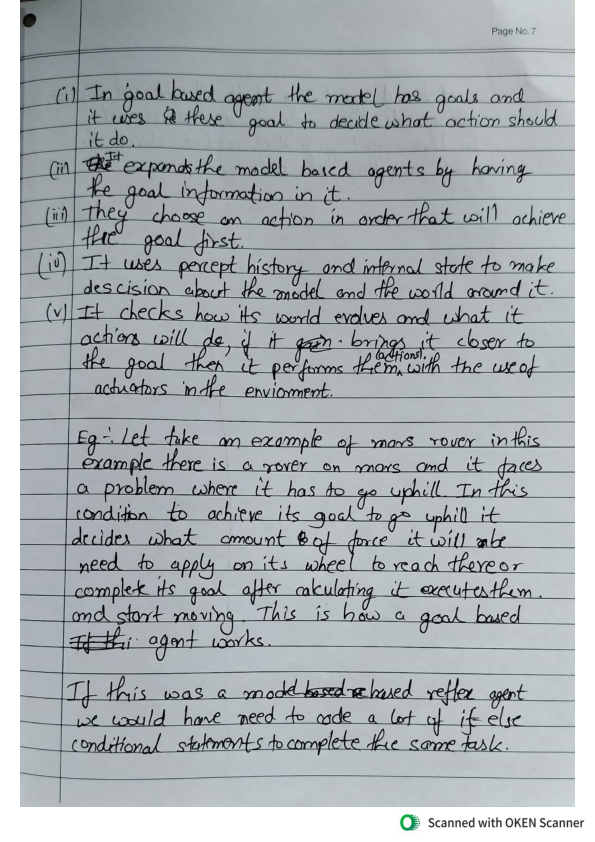 Page No. 7
(i) In goal based agent the model has goals and
it uses these goal to decide what action should
it do.
(ii) It expands the model based agents by having
the goal information in it.
(iii) They choose an action in order that will achieve
the goal first.
(iv) It uses percept history and internal state to make
descision about the model and the world around it.
(v) It checks how its world evolves and what it
actions will do, if it brings it closer to
the goal then it performs them (actions). with the use of
actuators in the enviorment.
Eg -: Let take an example of mars rover in this
example there is a rover on mars and it faces
a problem where it has to go uphill. In this
condition to achieve its goal to go uphill it
decides what amount of force it will be
need to apply on its wheel to reach there or
complete its goal after calculating it executes them.
and start moving. This is how a goal based
agent works.
If this was a model based reflex agent
we would have need to code a lot of if else
conditional statements to complete the same task.
Scanned with OKEN Scanner